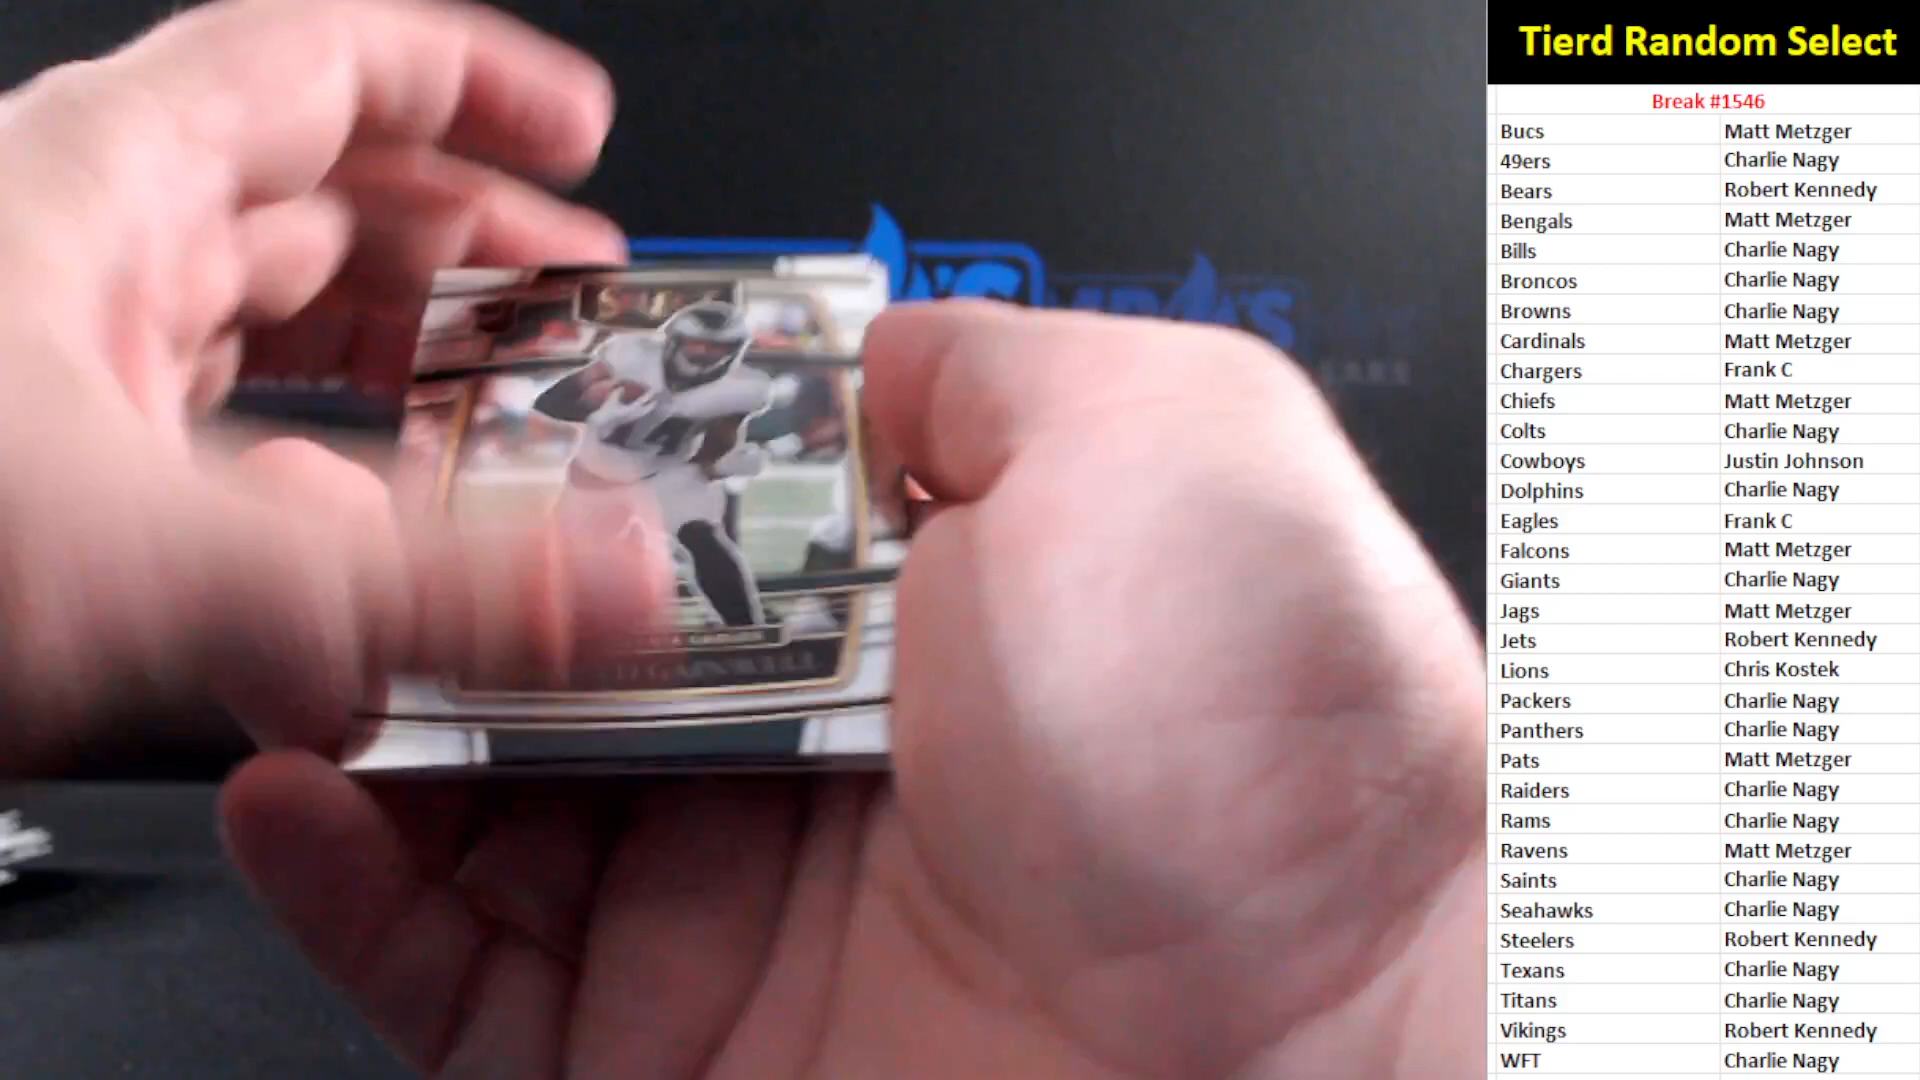 Tierd Random Select
Break #1546
Bucs Matt Metzger
49ers Charlie Nagy
Bears Robert Kennedy
Bengals Matt Metzger
Bills Charlie Nagy
Broncos Charlie Nagy
Browns Charlie Nagy
Cardinals Matt Metzger
Chargers Frank C
Chiefs Matt Metzger
Colts Charlie Nagy
Cowboys Justin Johnson
Dolphins Charlie Nagy
Eagles Frank C
Falcons Matt Metzger
Giants Charlie Nagy
Jags Matt Metzger
Jets Robert Kennedy
Lions Chris Kostek
Packers Charlie Nagy
Panthers Charlie Nagy
Pats Matt Metzger
Raiders Charlie Nagy
Rams Charlie Nagy
Ravens Matt Metzger
Saints Charlie Nagy
Seahawks Charlie Nagy
Steelers Robert Kennedy
Texans Charlie Nagy
Titans Charlie Nagy
Vikings Robert Kennedy
WFT Charlie Nagy
GAINWELL